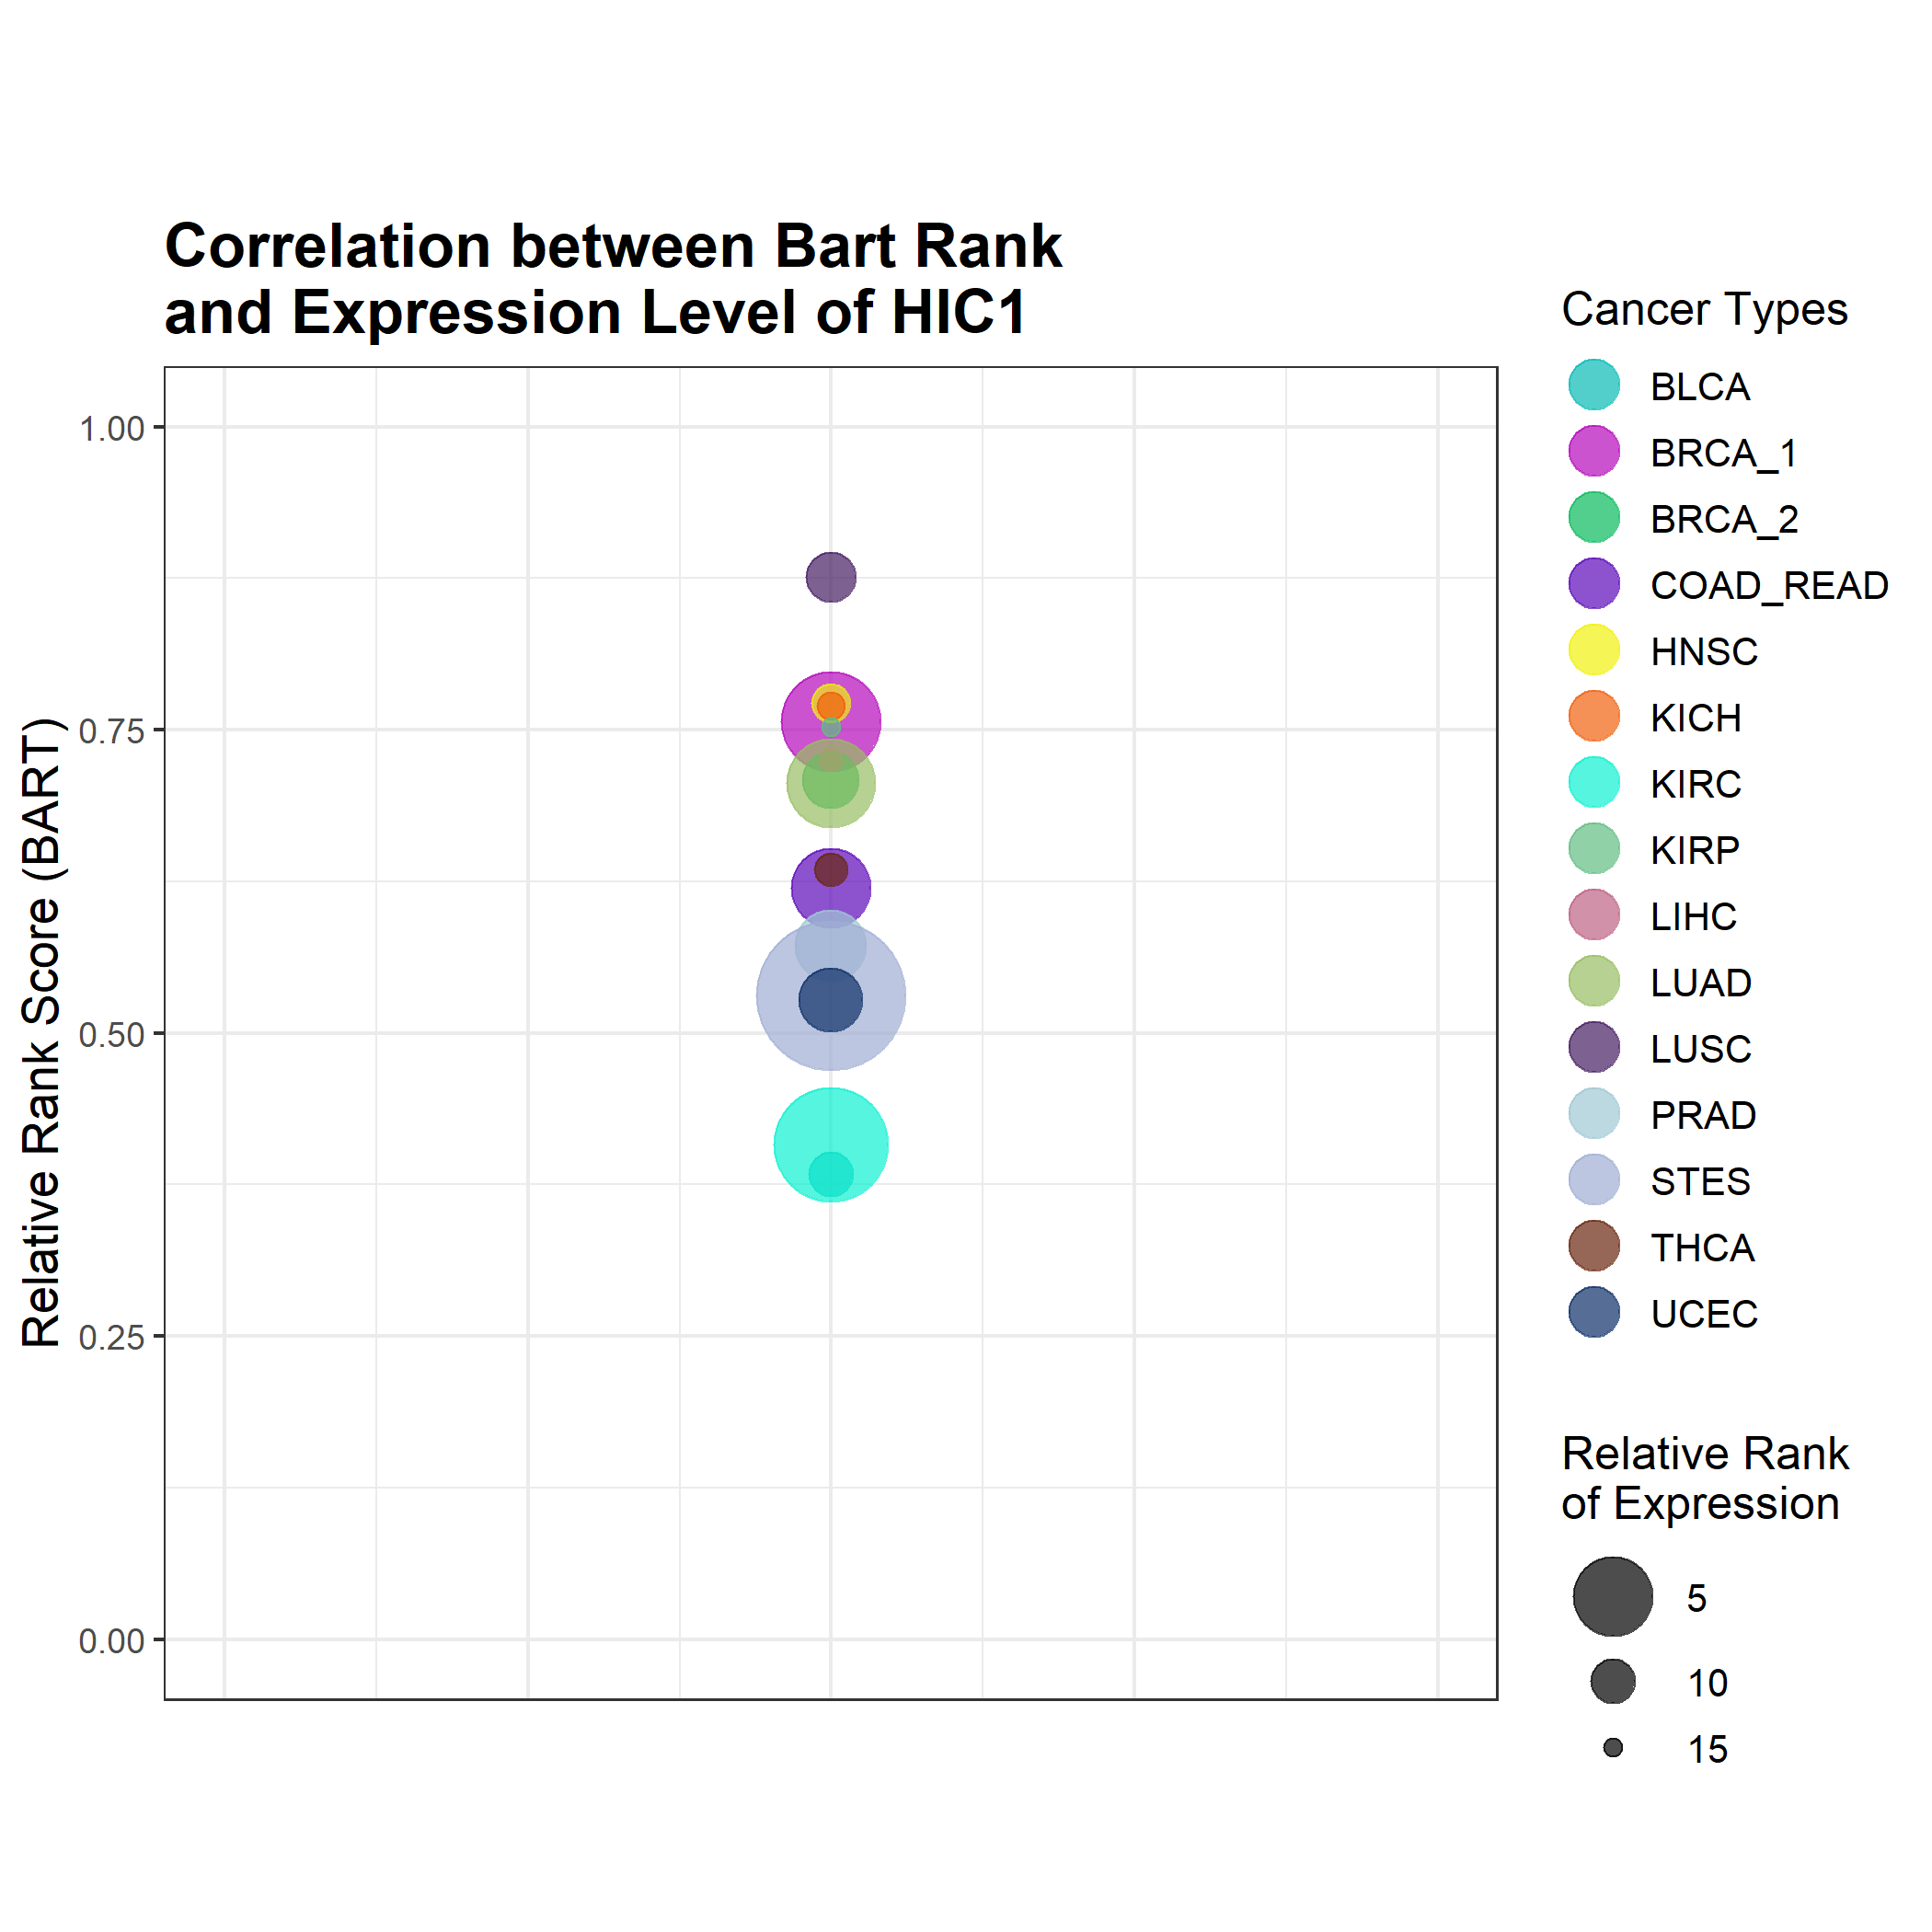 Correlation between Bart Rank
and Expression Level of HIC1
Relative Rank Score (BART)
1.00
0.75
0.50
0.25
0.00
Cancer Types
BLCA
BRCA_1
BRCA_2
COAD_READ
HNSC
KICH
KIRC
KIRP
LIHC
LUAD
LUSC
PRAD
STES
THCA
UCEC
Relative Rank
of Expression
5
10
15